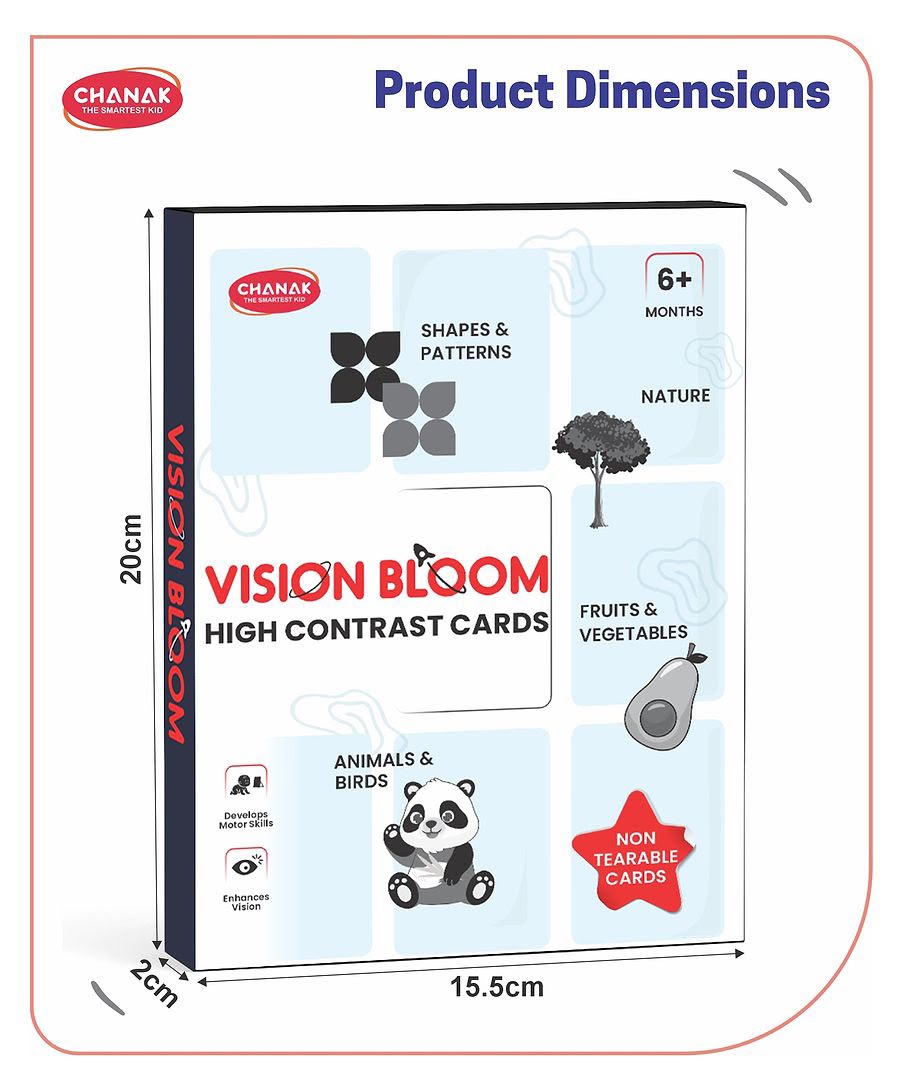 CHANAK
THE SMARTEST KID
Product Dimensions
CHANAK
THE SMARTEST KID
6+
MONTHS
SHAPES &
PATTERNS
NATURE
20cm
VISION BLOOM
VISION BLOOM
HIGH CONTRAST CARDS
FRUITS &
VEGETABLES
ANIMALS &
BIRDS
Develops
Motor Skills
Enhances
Vision
NON
TEARABLE
CARDS
2cm
15.5cm